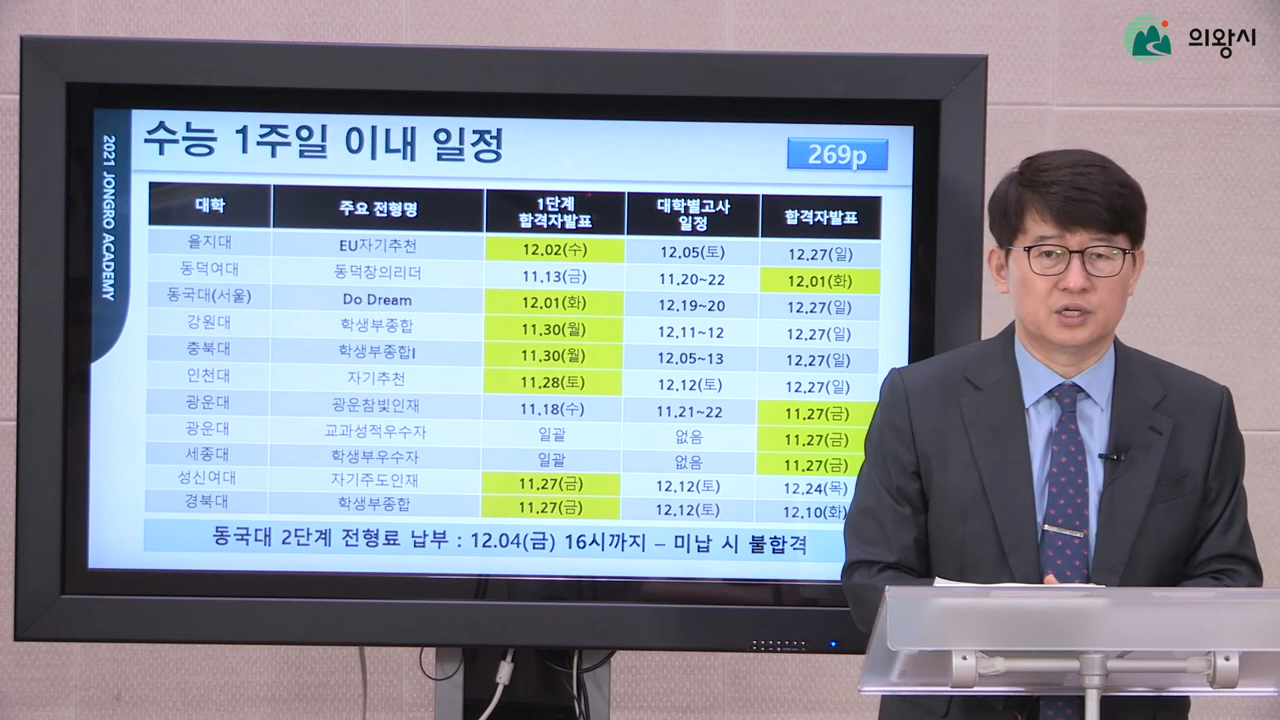 의왕시
2021 JONGRO ACADEMY
수능 1주일 이내 일정
269p
대학 주요 전형명 1단계 합격자발표 대학별고사 일정 합격자발표
을지대 EU자기추천 12.02(수) 12.05(토) 12.27(일)
동덕여대 동덕창의리더 11.13(금) 11.20~22 12.01(화)
동국대(서울) Do Dream 12.01(화) 12.19~20 12.27(일)
강원대 학생부종합 11.30(월) 12.11~12 12.27(일)
충북대 학생부종합I 11.30(월) 12.05~13 12.27(일)
인천대 자기추천 11.28(토) 12.12(토) 12.27(일)
광운대 광운참빛인재 11.18(수) 11.21~22 11.27(금)
광운대 교과성적우수자 일괄 없음 11.27(금)
세종대 학생부우수자 일괄 없음 11.27(금)
성신여대 자기주도인재 11.27(금) 12.12(토) 12.24(목)
경북대 학생부종합 11.27(금) 12.12(토) 12.10(화)
동국대 2단계 전형료 납부 : 12.04(금) 16시까지 – 미납 시 불합격